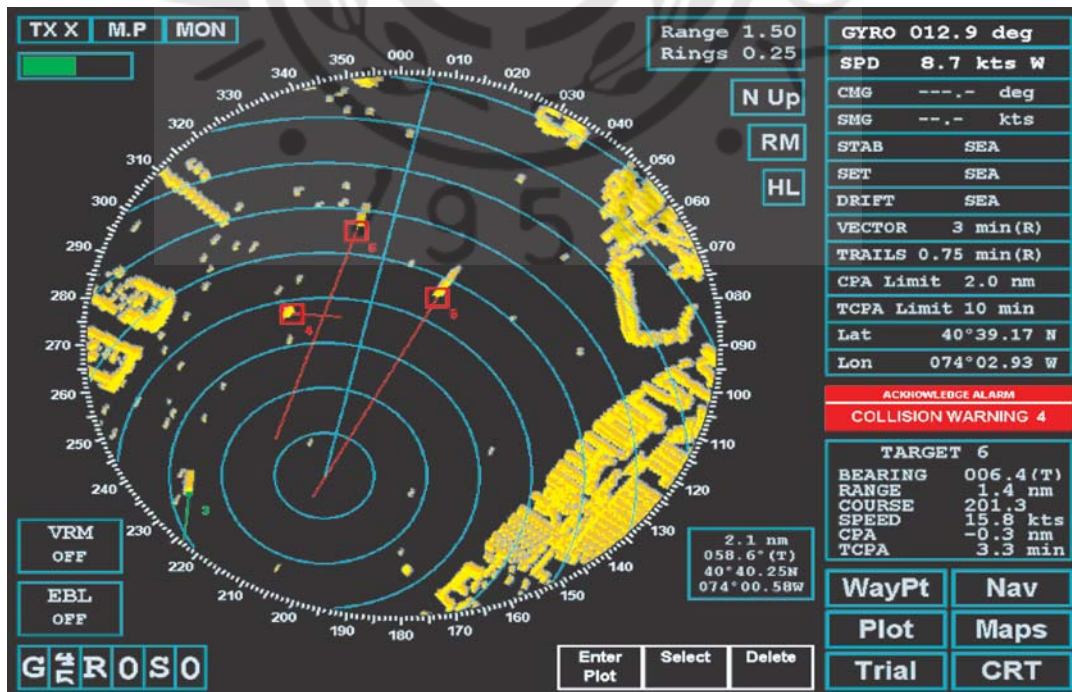 TX X M.P MON
Range 1.50
Rings 0.25
N Up
RM
HL
000
010
020
030
040
050
060
070
080
090
100
110
120
130
140
150
160
170
180
190
200
210
220
230
240
250
260
270
280
290
300
310
320
330
340
350
6
5
4
3
95
VRM
OFF
EBL
OFF
G R O S O
2.1 nm
058.6°(T)
40°40.25N
074°00.58W
Enter Plot
Select
Delete
GYRO 012.9 deg
SPD 8.7 kts W
CMG ---.- deg
SMG --.- kts
STAB SEA
SET SEA
DRIFT SEA
VECTOR 3 min(R)
TRAILS 0.75 min(R)
CPA Limit 2.0 nm
TCPA Limit 10 min
Lat 40°39.17 N
Lon 074°02.93 W
ACKNOWLEDGE ALARM
COLLISION WARNING 4
TARGET 6
BEARING 006.4(T)
RANGE 1.4 nm
COURSE 201.3
SPEED 15.8 kts
CPA -0.3 nm
TCPA 3.3 min
WayPt Nav
Plot Maps
Trial CRT